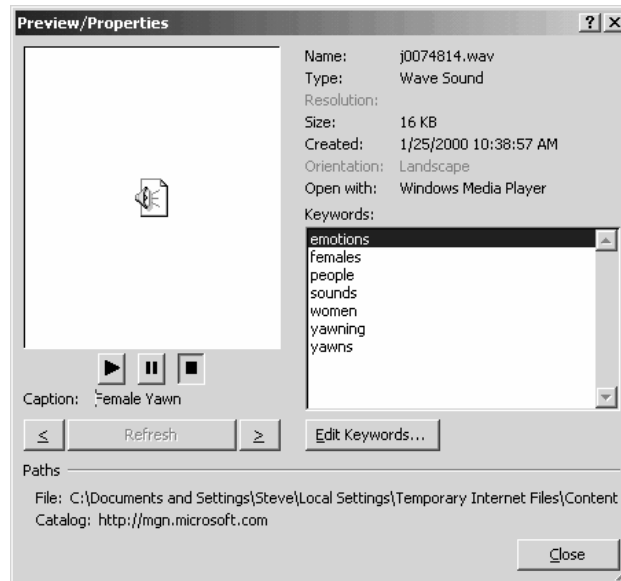 Preview/Properties
Name: j0074814.wav
Type: Wave Sound
Resolution:
Size: 16 KB
Created: 1/25/2000 10:38:57 AM
Orientation: Landscape
Open with: Windows Media Player
Keywords:
emotions
females
people
sounds
women
yawning
yawns
Caption: Female Yawn
< Refresh >
Edit Keywords...
Paths
File: C:\Documents and Settings\Steve\Local Settings\Temporary Internet Files\Content
Catalog: http://mgn.microsoft.com
Close